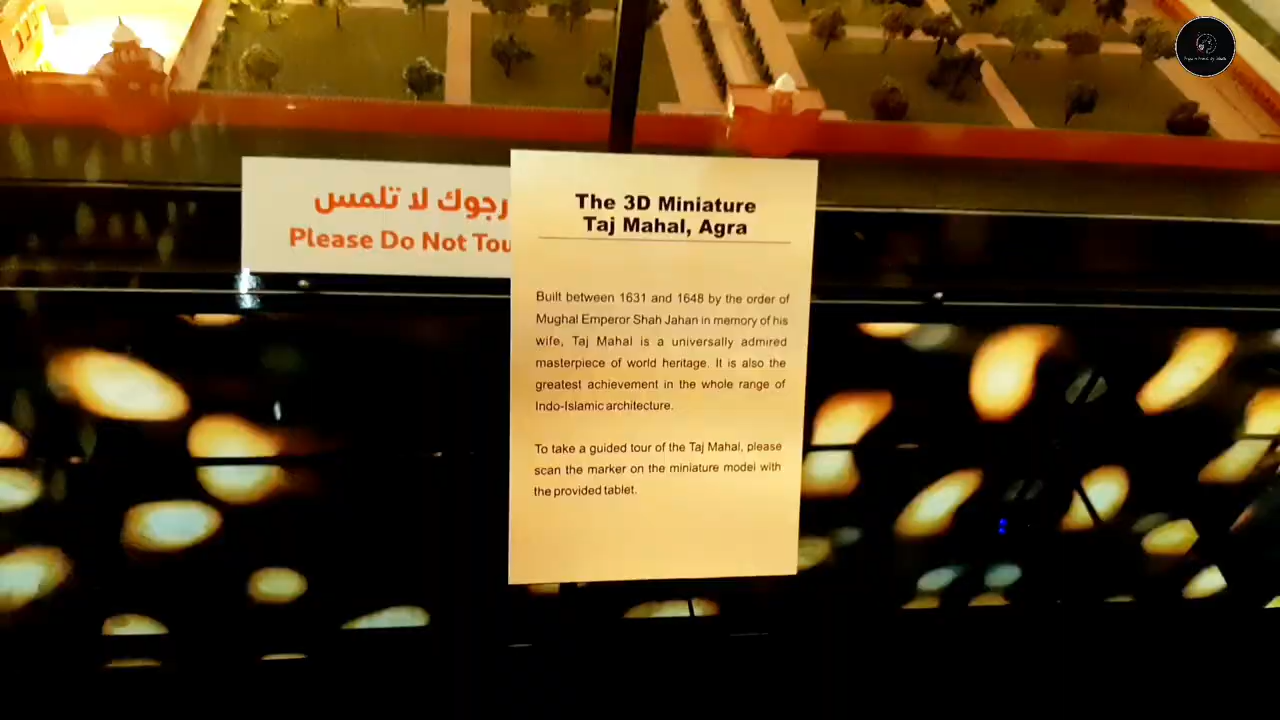 رجوك لا تلمس
Please Do Not Tou
The 3D Miniature
Taj Mahal, Agra
Built between 1631 and 1648 by the order of
Mughal Emperor Shah Jahan in memory of his
wife, Taj Mahal is a universally admired
masterpiece of world heritage. It is also the
greatest achievement in the whole range of
Indo-Islamic architecture.
To take a guided tour of the Taj Mahal, please
scan the marker on the miniature model with
the provided tablet.